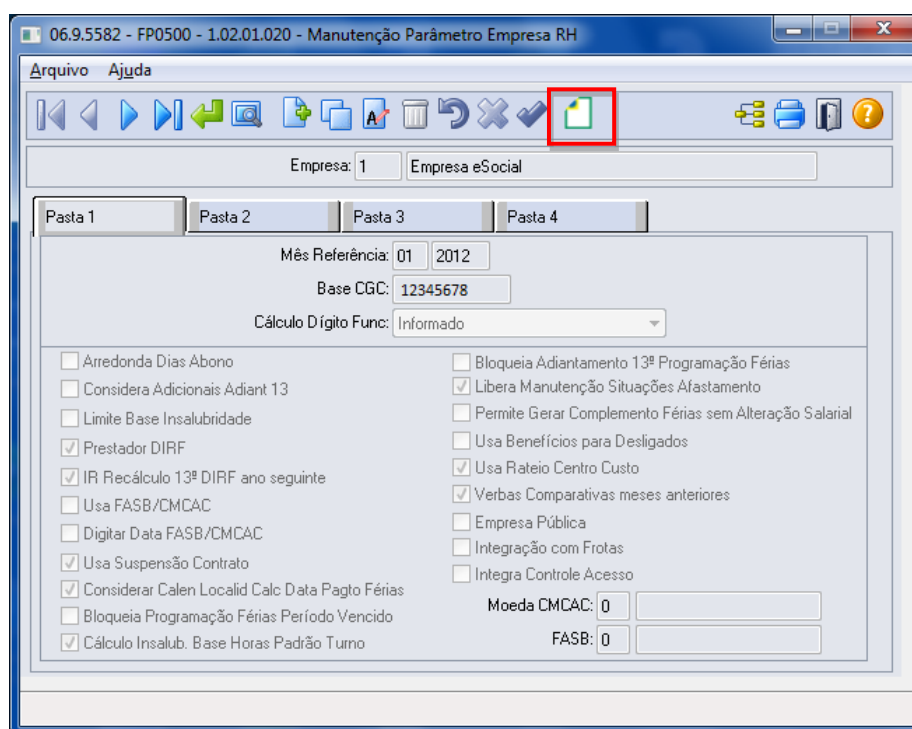 06.9.5582 - FP0500 - 1.02.01.020 - Manutenção Parâmetro Empresa RH
Arquivo Ajuda
Empresa: 1 Empresa eSocial
Pasta 1 Pasta 2 Pasta 3 Pasta 4
Mês Referência: 01 2012
Base CGC: 12345678
Cálculo Dígito Func: Informado
Arredonda Dias Abono
Considera Adicionais Adiant 13
Limite Base Insalubridade
Prestador DIRF
IR Recálculo 13º DIRF ano seguinte
Usa FASB/CMCAC
Digitar Data FASB/CMCAC
Usa Suspensão Contrato
Considerar Calen Localid Calc Data Pagto Férias
Bloqueia Programação Férias Período Vencido
Cálculo Insalub. Base Horas Padrão Turno
Bloqueia Adiantamento 13º Programação Férias
Libera Manutenção Situações Afastamento
Permite Gerar Complemento Férias sem Alteração Salarial
Usa Benefícios para Desligados
Usa Rateio Centro Custo
Verbas Comparativas meses anteriores
Empresa Pública
Integração com Frotas
Integra Controle Acesso
Moeda CMCAC: 0
FASB: 0